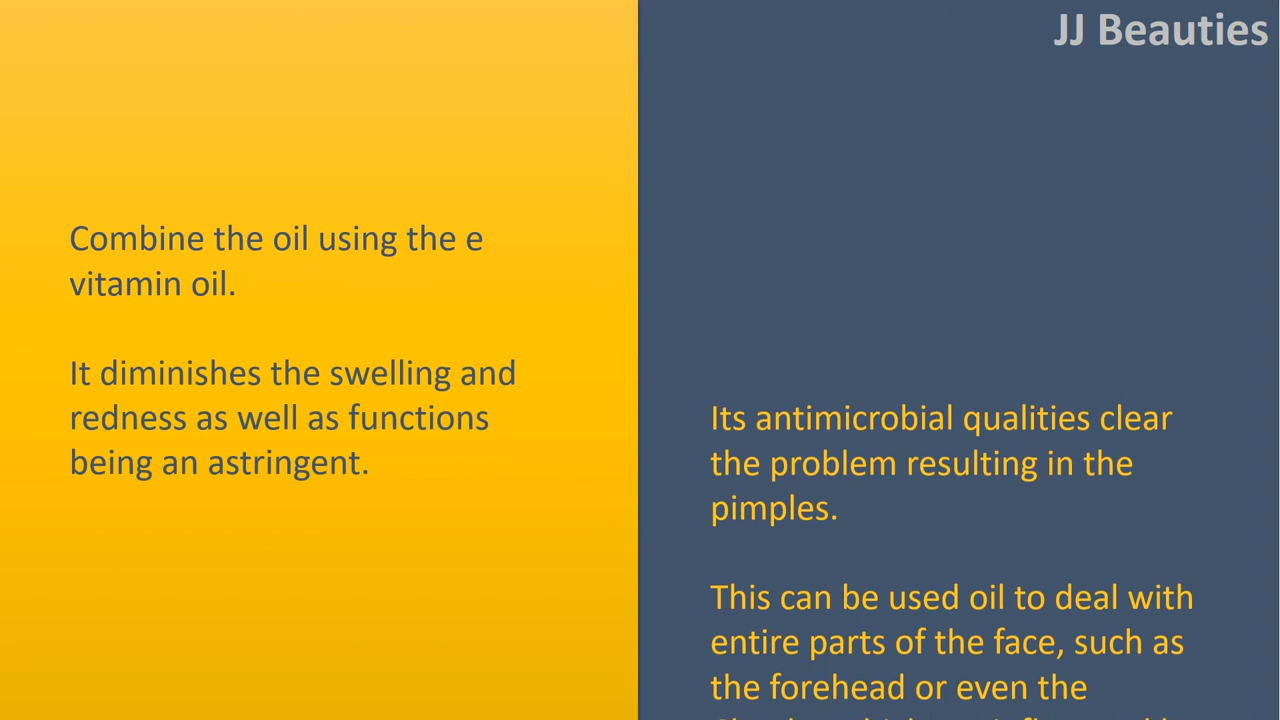 JJ Beauties
Combine the oil using the e
vitamin oil.
It diminishes the swelling and
redness as well as functions
being an astringent.
Its antimicrobial qualities clear
the problem resulting in the
pimples.
This can be used oil to deal with
entire parts of the face, such as
the forehead or even the